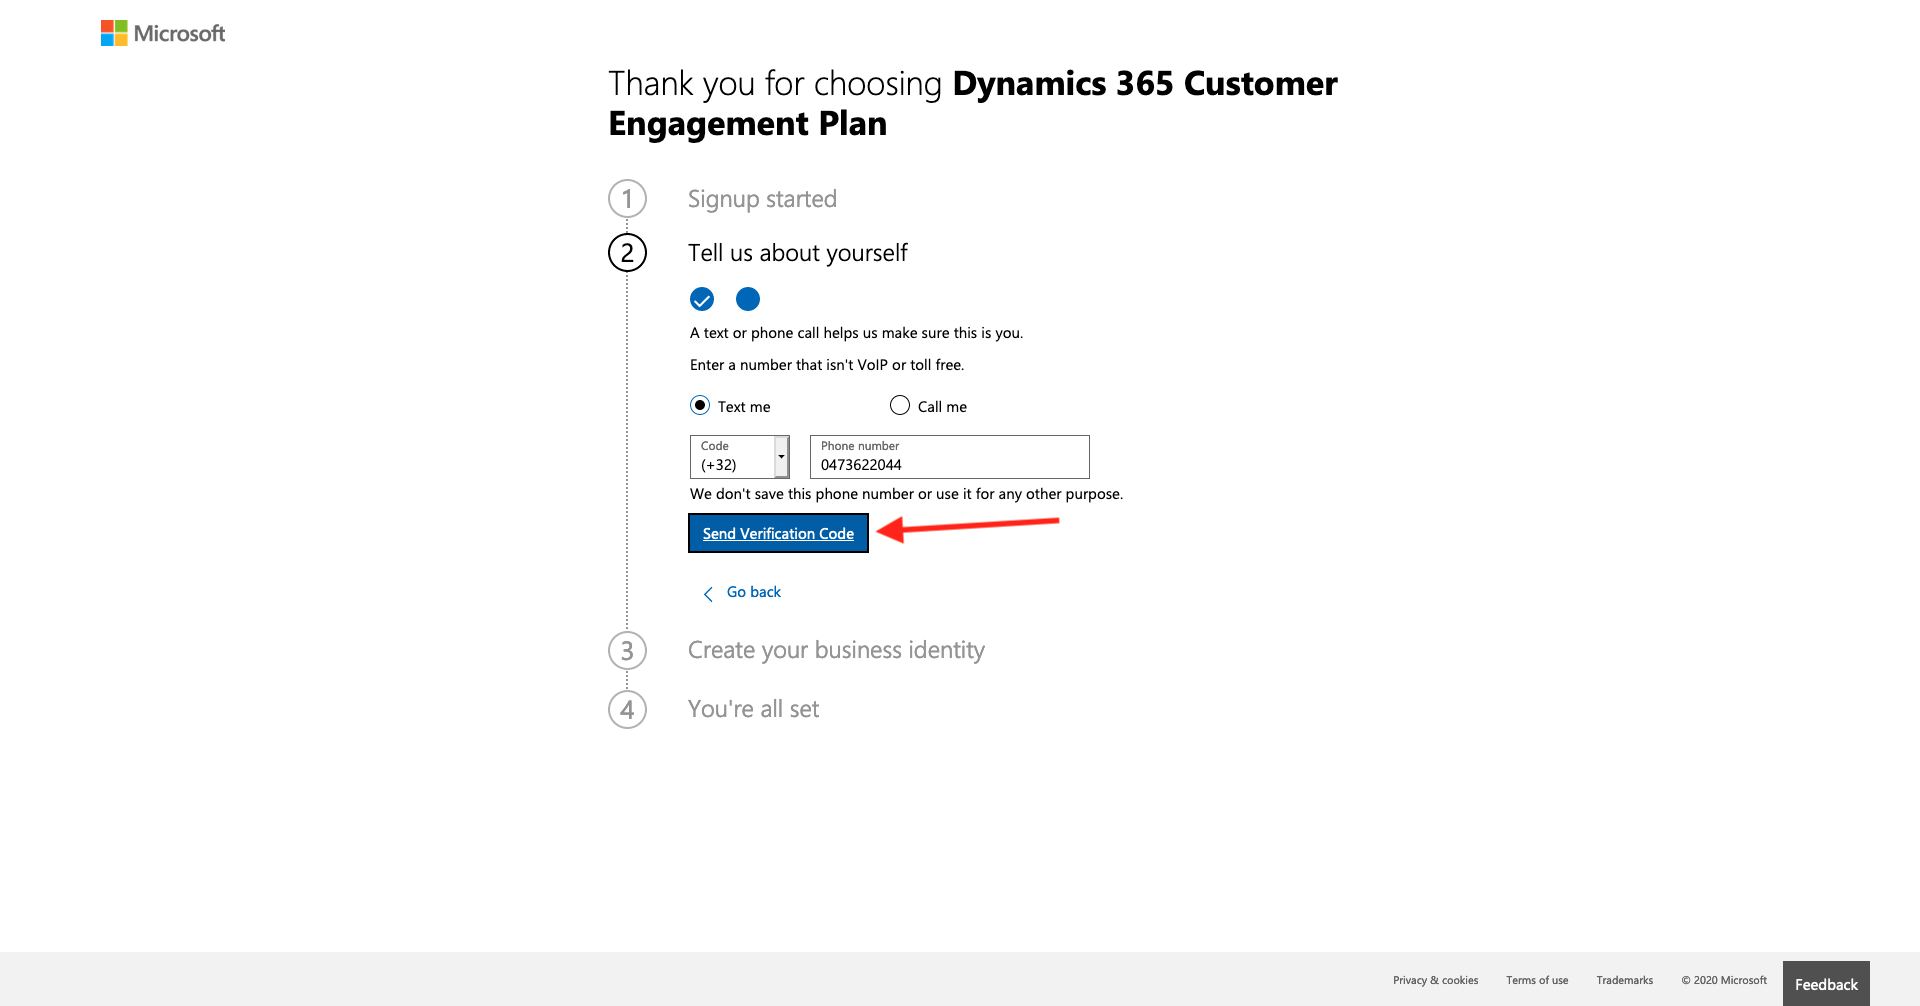 Microsoft
Thank you for choosing Dynamics 365 Customer
Engagement Plan
1 Signup started
2 Tell us about yourself
A text or phone call helps us make sure this is you.
Enter a number that isn't VoIP or toll free.
Text me Call me
Code Phone number
(+32) 0473622044
We don't save this phone number or use it for any other purpose.
Send Verification Code
Go back
3 Create your business identity
4 You're all set
Privacy & cookies Terms of use Trademarks © 2020 Microsoft Feedback